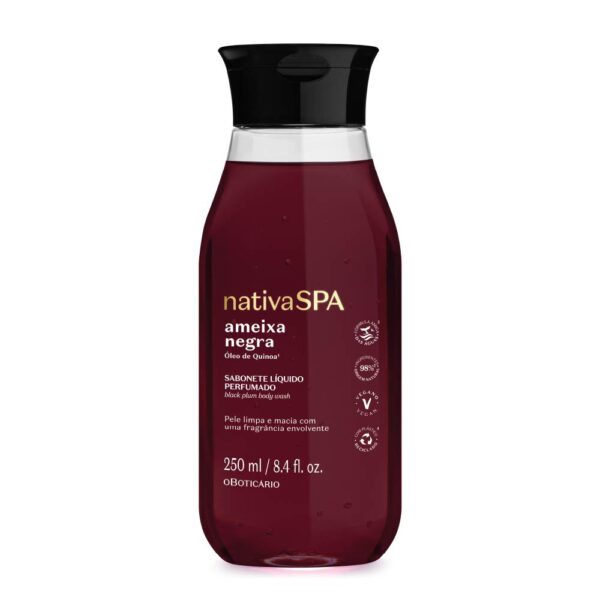 nativaSPA
ameixa
negra
Óleo de Quinoa¹
SABONETE LÍQUIDO
PERFUMADO
black plum body wash
Pele limpa e macia com
uma fragrância envolvente
250 ml / 8.4 fl. oz.
oBOTICÁRIO
98%
VEGANO
V
VEGAN